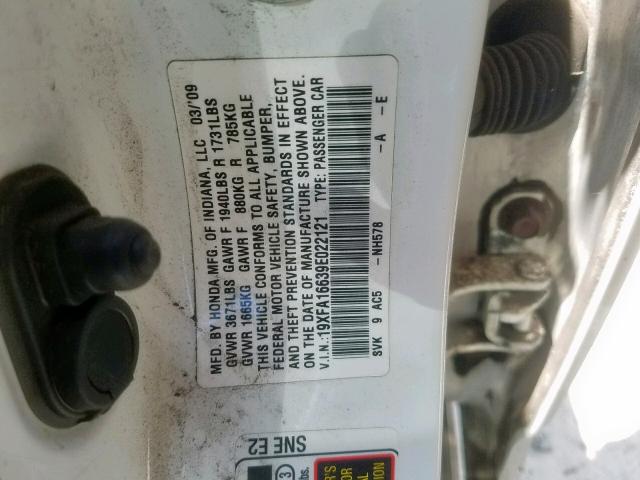 MFD. BY HONDA MFG. OF INDIANA, LLC 03/'09
GVWR 3671LBS GAWR F 1940LBS R 1731LBS
GVWR 1665KG GAWR F 880KG R 785KG
THIS VEHICLE CONFORMS TO ALL APPLICABLE
FEDERAL MOTOR VEHICLE SAFETY, BUMPER,
AND THEFT PREVENTION STANDARDS IN EFFECT
ON THE DATE OF MANUFACTURE SHOWN ABOVE.
V.I.N.:19XFA16639E022121 TYPE: PASSENGER CAR
SVK 9 AC5 -NH578 -A -E
SNE E2
3
bs.